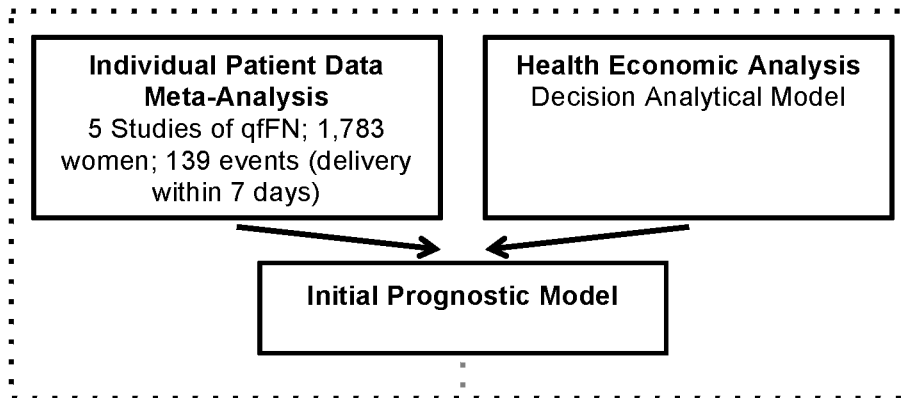 Individual Patient Data
Meta-Analysis
5 Studies of qfFN; 1,783
women; 139 events (delivery
within 7 days)
Health Economic Analysis
Decision Analytical Model
Initial Prognostic Model